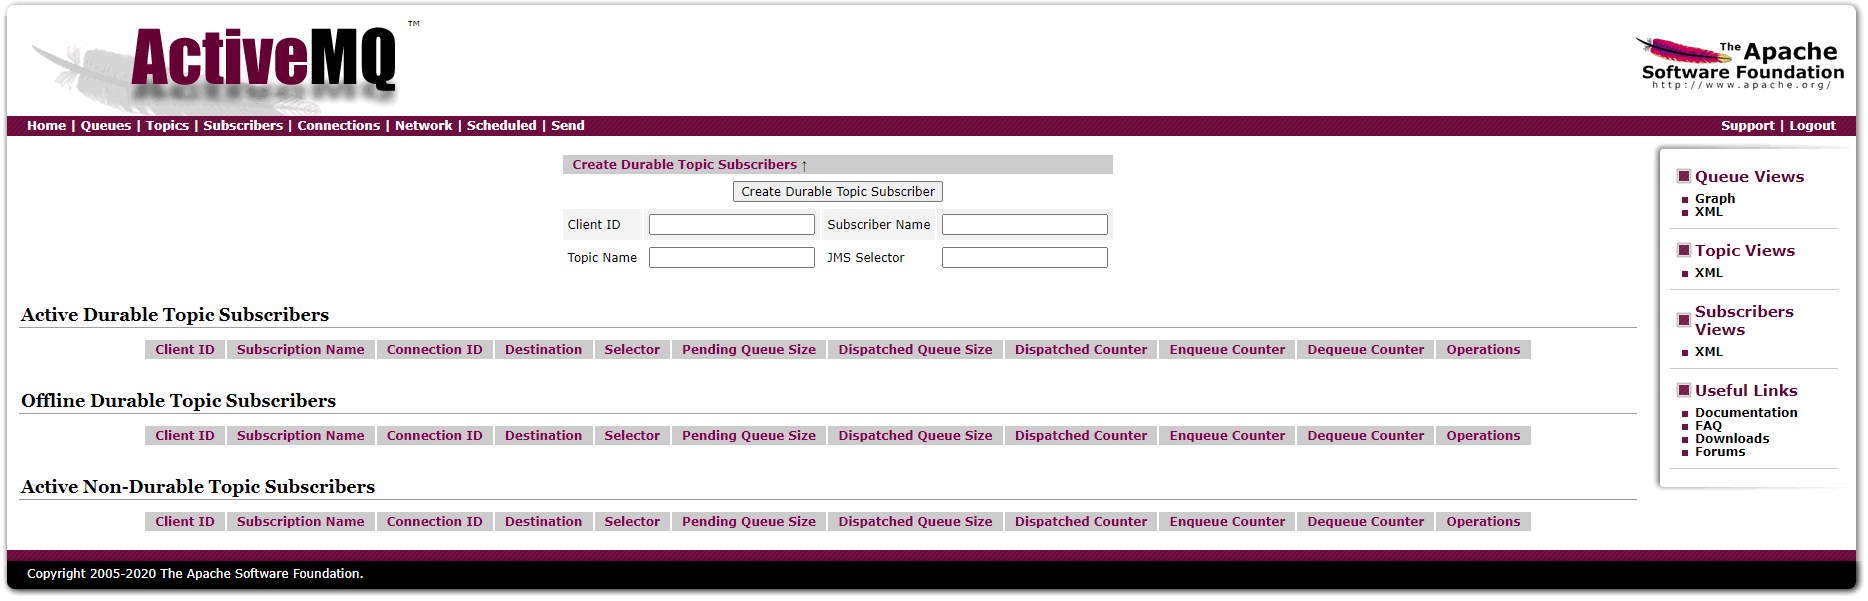 ActiveMQ ™
The Apache
Software Foundation
http://www.apache.org/
Home | Queues | Topics | Subscribers | Connections | Network | Scheduled | Send
Support | Logout
Create Durable Topic Subscribers ↑
Create Durable Topic Subscriber
Client ID Subscriber Name
Topic Name JMS Selector
Active Durable Topic Subscribers
Client ID Subscription Name Connection ID Destination Selector Pending Queue Size Dispatched Queue Size Dispatched Counter Enqueue Counter Dequeue Counter Operations
Offline Durable Topic Subscribers
Client ID Subscription Name Connection ID Destination Selector Pending Queue Size Dispatched Queue Size Dispatched Counter Enqueue Counter Dequeue Counter Operations
Active Non-Durable Topic Subscribers
Client ID Subscription Name Connection ID Destination Selector Pending Queue Size Dispatched Queue Size Dispatched Counter Enqueue Counter Dequeue Counter Operations
Queue Views
Graph
XML
Topic Views
XML
Subscribers
Views
XML
Useful Links
Documentation
FAQ
Downloads
Forums
Copyright 2005-2020 The Apache Software Foundation.